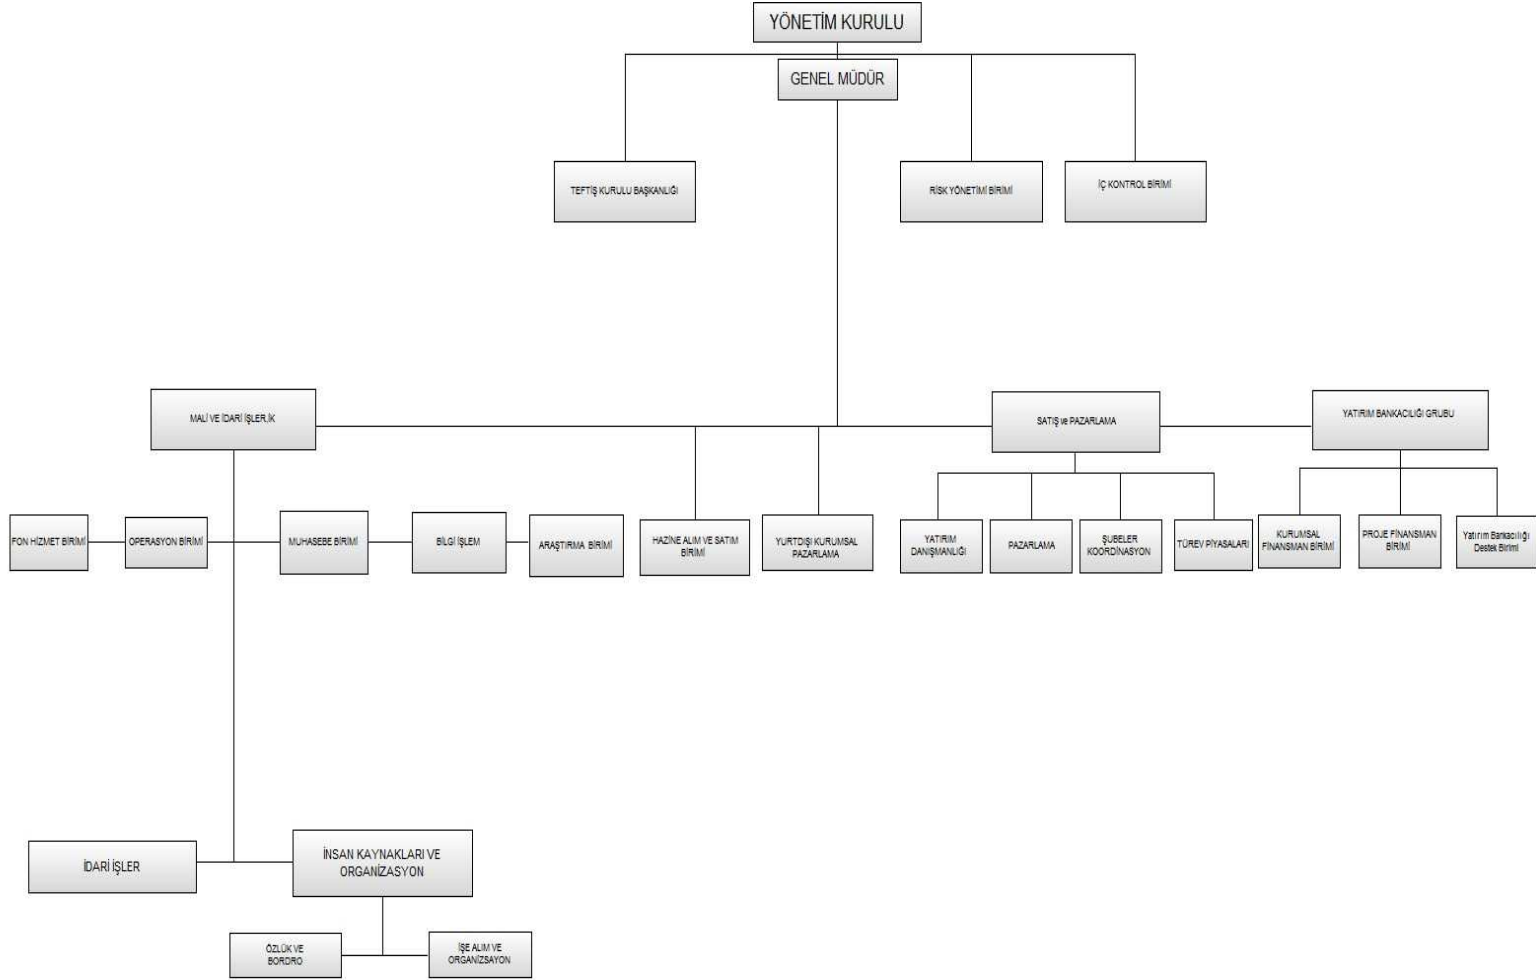 YÖNETİM KURULU
GENEL MÜDÜR
TEFTİŞ KURULU BAŞKANLIĞI
RİSK YÖNETİMİ BİRİMİ
İÇ KONTROL BİRİMİ
MALİ VE İDARİ İŞLER,İK
SATIŞ ve PAZARLAMA
YATIRIM BANKACILIĞI GRUBU
FON HİZMET BİRİMİ
OPERASYON BİRİMİ
MUHASEBE BİRİMİ
BİLGİ İŞLEM
ARAŞTIRMA BİRİMİ
HAZİNE ALIM VE SATIM
BİRİMİ
YURTDIŞI KURUMSAL
PAZARLAMA
YATIRIM
DANIŞMANLIĞI
PAZARLAMA
ŞUBELER
KOORDİNASYON
TÜREV PİYASALARI
KURUMSAL
FİNANSMAN BİRİMİ
PROJE FİNANSMAN
BİRİMİ
Yatırım Bankacılığı
Destek Birimi
İDARİ İŞLER
İNSAN KAYNAKLARI VE
ORGANİZASYON
ÖZLÜK VE
BORDRO
İŞE ALIM VE
ORGANİZSAYON